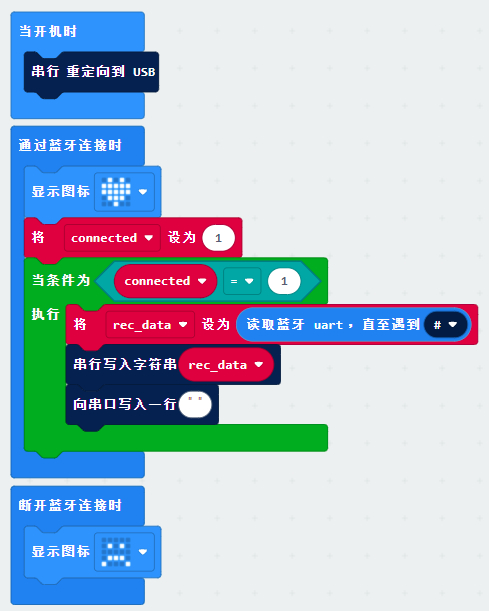 当开机时
串行 重定向到 USB
通过蓝牙连接时
显示图标
将 connected 设为 1
当条件为 connected = 1
执行 将 rec_data 设为 读取蓝牙 uart，直至遇到 #
串行写入字符串 rec_data
向串口写入一行 " "
断开蓝牙连接时
显示图标